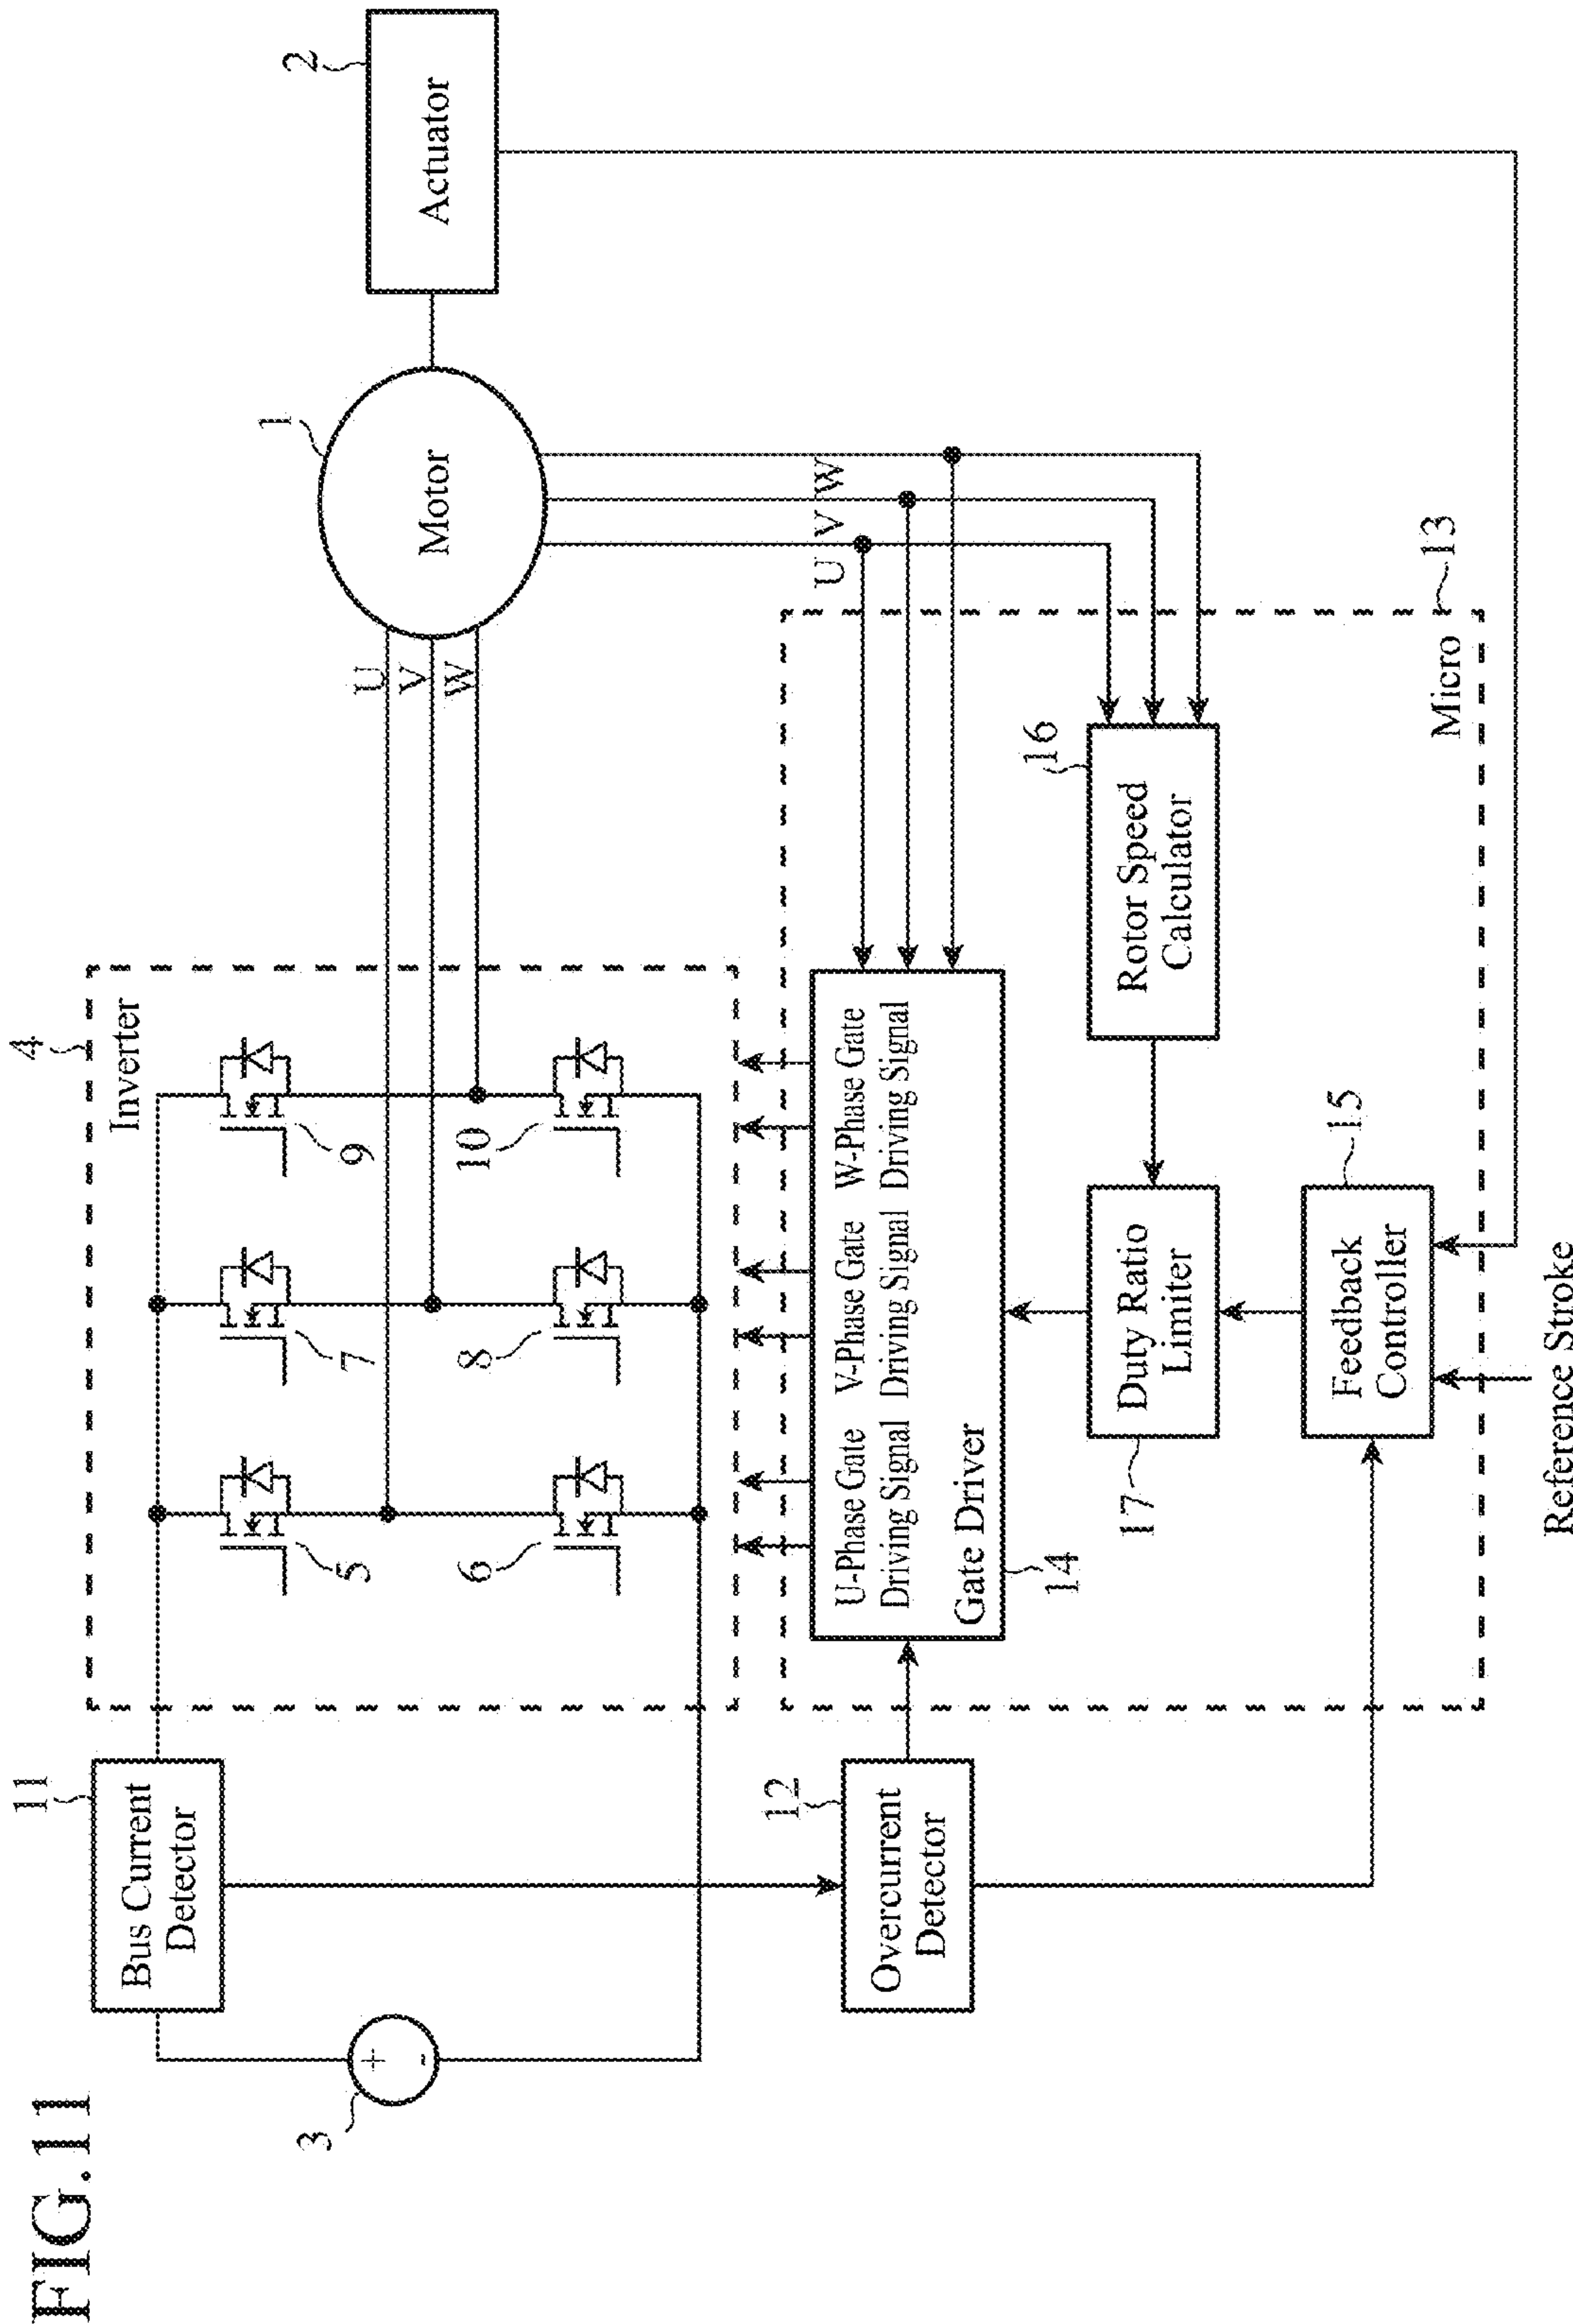 FIG.11
11
Bus Current
Detector
3
+
-
4
Inverter
5
6
7
8
9
10
U
V
W
1
Motor
2
Actuator
12
Overcurrent
Detector
U-Phase Gate
Driving Signal
V-Phase Gate
Driving Signal
W-Phase Gate
Driving Signal
Gate Driver
14
U
V
W
16
Rotor Speed
Calculator
17
Duty Ratio
Limiter
15
Feedback
Controller
Micro
13
Reference Stroke